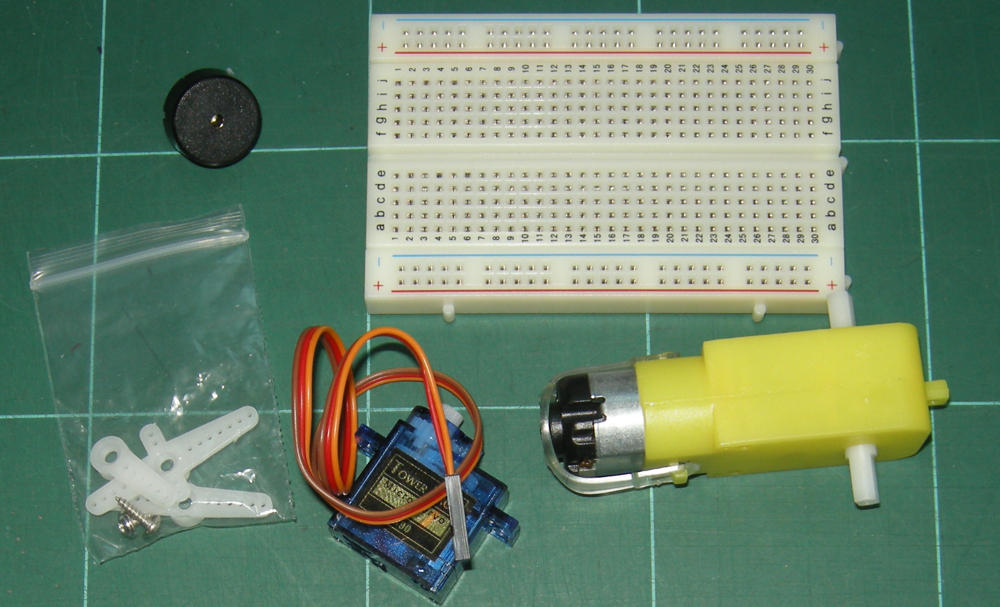 − −
+ +
1 2 3 4 5 6 7 8 9 10 11 12 13 14 15 16 17 18 19 20 21 22 23 24 25 26 27 28 29 30
j j
i i
h h
g g
f f
e e
d d
c c
b b
a a
1 2 3 4 5 6 7 8 9 10 11 12 13 14 15 16 17 18 19 20 21 22 23 24 25 26 27 28 29 30
− −
+ +
TOWER
Micro
90